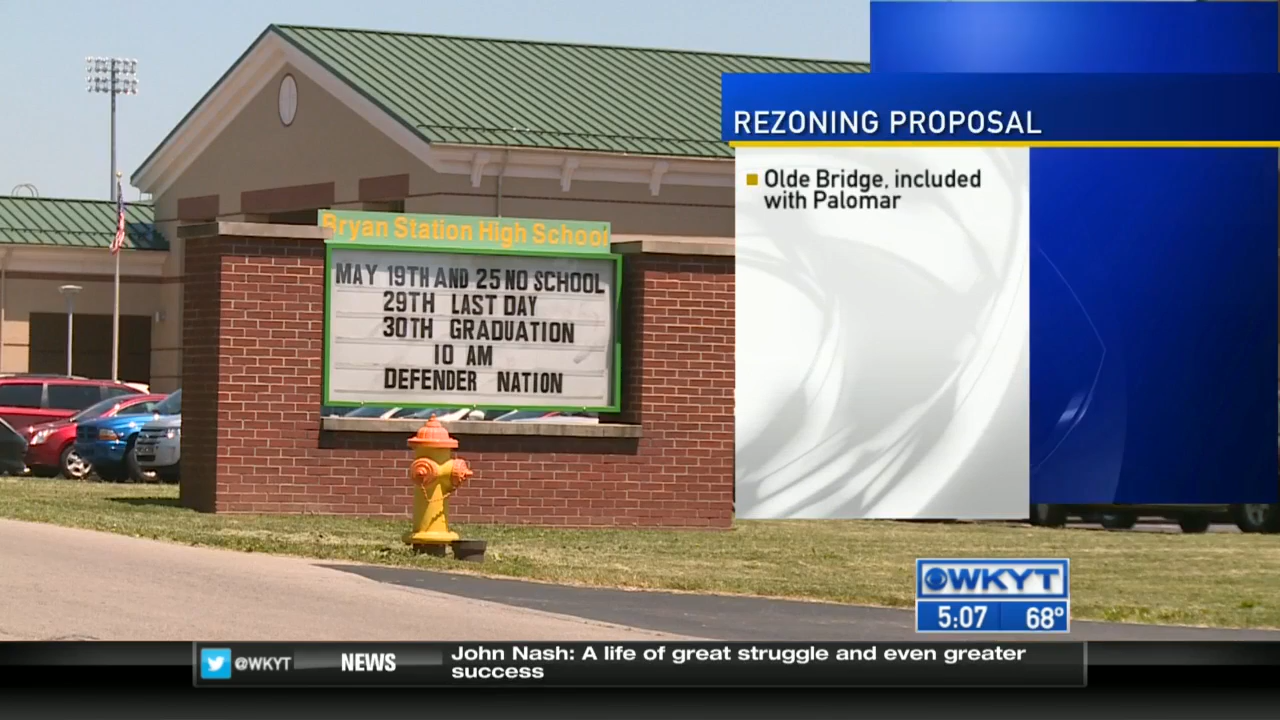 REZONING PROPOSAL
Olde Bridge, included
with Palomar
Bryan Station High School
MAY 19TH AND 25 NO SCHOOL
29TH LAST DAY
30TH GRADUATION
10 AM
DEFENDER NATION
WKYT
5:07 68°
@WKYT NEWS John Nash: A life of great struggle and even greater
success